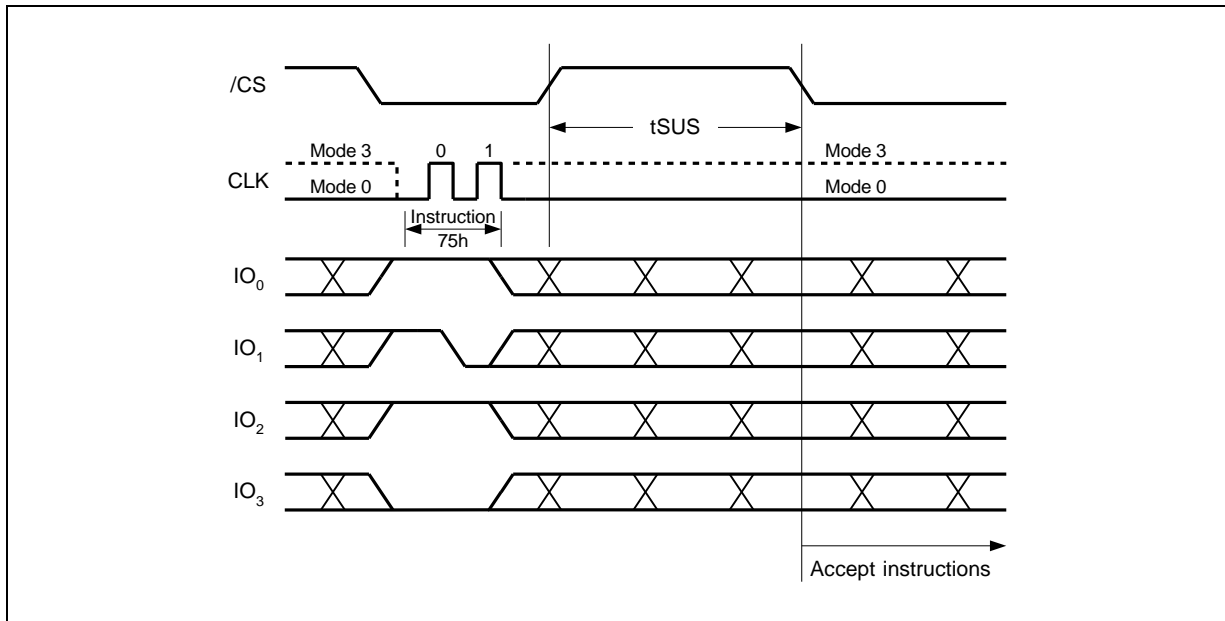 /CS
tSUS
Mode 3 0 1 Mode 3
CLK
Mode 0 Mode 0
Instruction
75h
IO₀
IO₁
IO₂
IO₃
Accept instructions